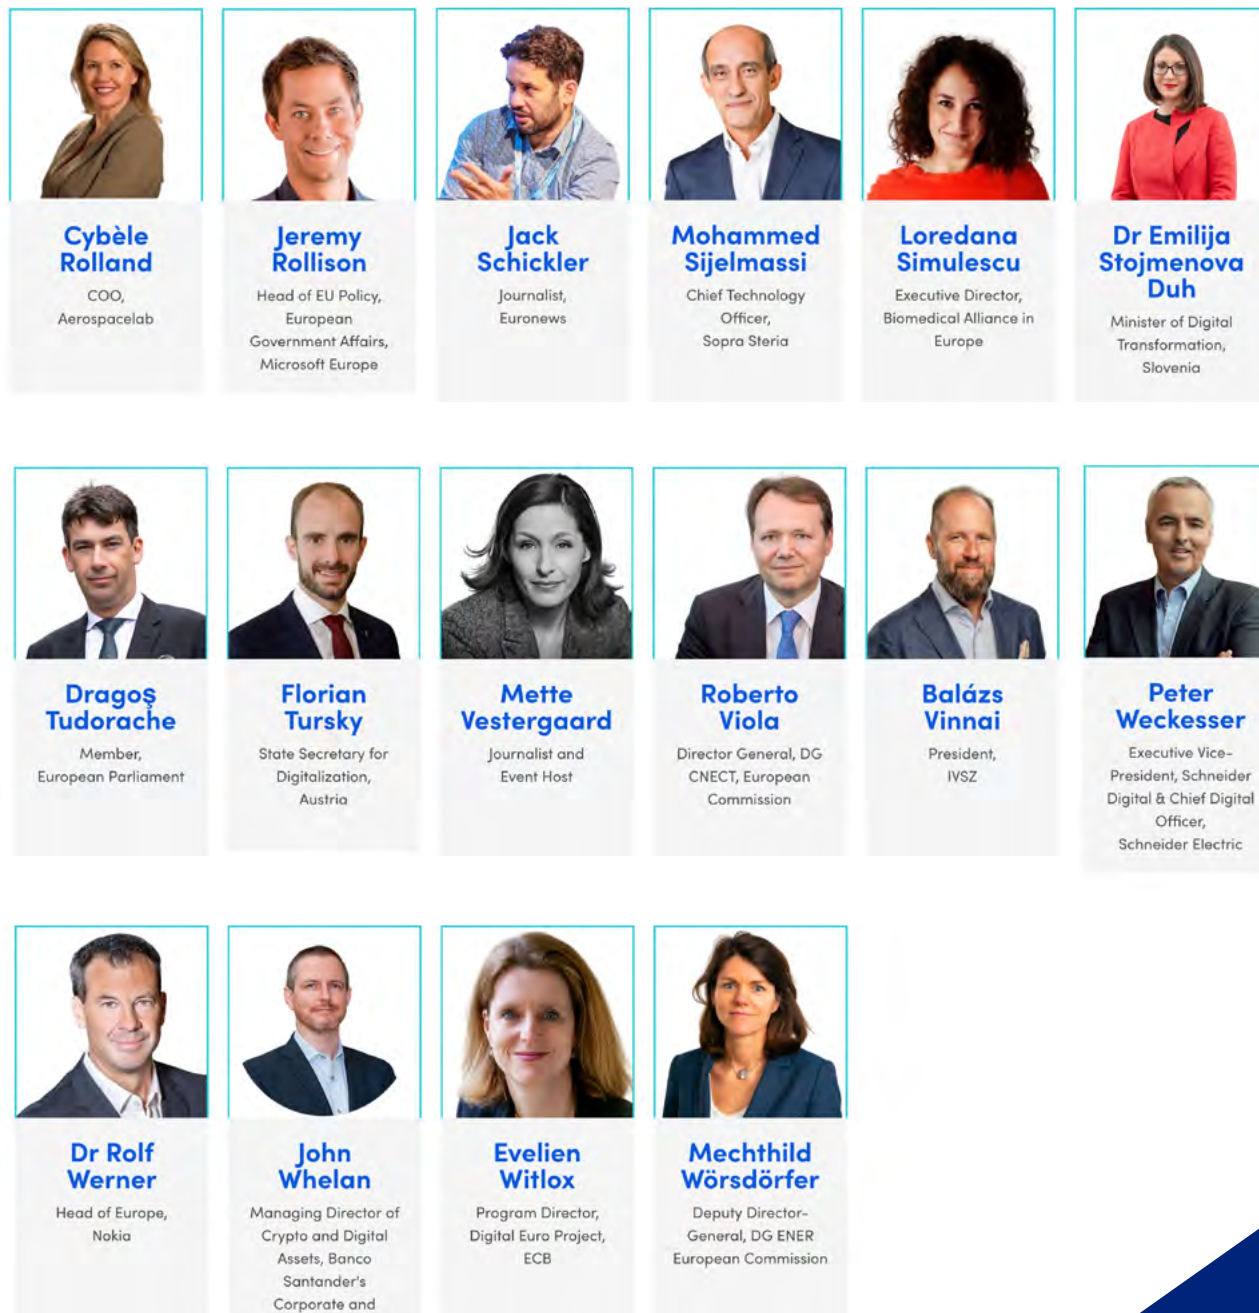 Cybèle
Rolland
COO,
Aerospacelab
Jeremy
Rollison
Head of EU Policy,
European
Government Affairs,
Microsoft Europe
Jack
Schickler
Journalist,
Euronews
Mohammed
Sijelmassi
Chief Technology
Officer,
Sopra Steria
Loredana
Simulescu
Executive Director,
Biomedical Alliance in
Europe
Dr Emilija
Stojmenova
Duh
Minister of Digital
Transformation,
Slovenia
Dragoş
Tudorache
Member,
European Parliament
Florian
Tursky
State Secretary for
Digitalization,
Austria
Mette
Vestergaard
Journalist and
Event Host
Roberto
Viola
Director General, DG
CNECT, European
Commission
Balázs
Vinnai
President,
IVSZ
Peter
Weckesser
Executive Vice-
President, Schneider
Digital & Chief Digital
Officer,
Schneider Electric
Dr Rolf
Werner
Head of Europe,
Nokia
John
Whelan
Managing Director of
Crypto and Digital
Assets, Banco
Santander's
Corporate and
Evelien
Witlox
Program Director,
Digital Euro Project,
ECB
Mechthild
Wörsdörfer
Deputy Director-
General, DG ENER
European Commission